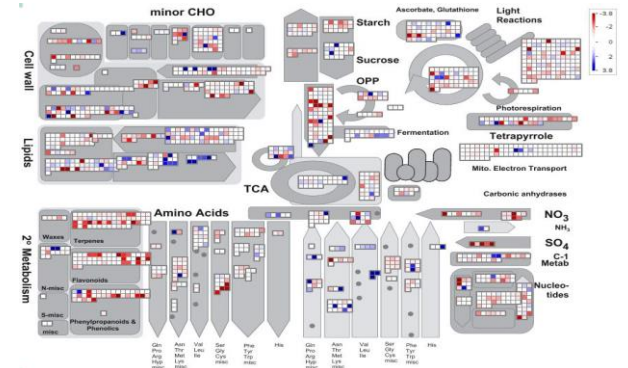 minor CHO
Cell wall
Lipids
2° Metabolism
Starch
Sucrose
OPP
Fermentation
TCA
Ascorbate, Glutathione
Light
Reactions
-3.8
-2
0
2
3.8
Photorespiration
Tetrapyrrole
Mito. Electron Transport
Carbonic anhydrases
Amino Acids
NO3
NH3
SO4
C-1
Metab
Nucleo-
tides
Waxes
Terpenes
N-misc
Flavonoids
S-misc
Phenylpropanoids &
Phenolics
misc
Gln
Pro
Arg
Hyp
misc
Asn
Thr
Met
Lys
misc
Val
Leu
Ile
Ser
Gly
Cys
misc
Phe
Tyr
Trp
misc
His
Gln
Pro
Arg
Hyp
misc
Asn
Thr
Met
Lys
misc
Val
Leu
Ile
Ser
Gly
Cys
misc
Phe
Tyr
Trp
misc
His